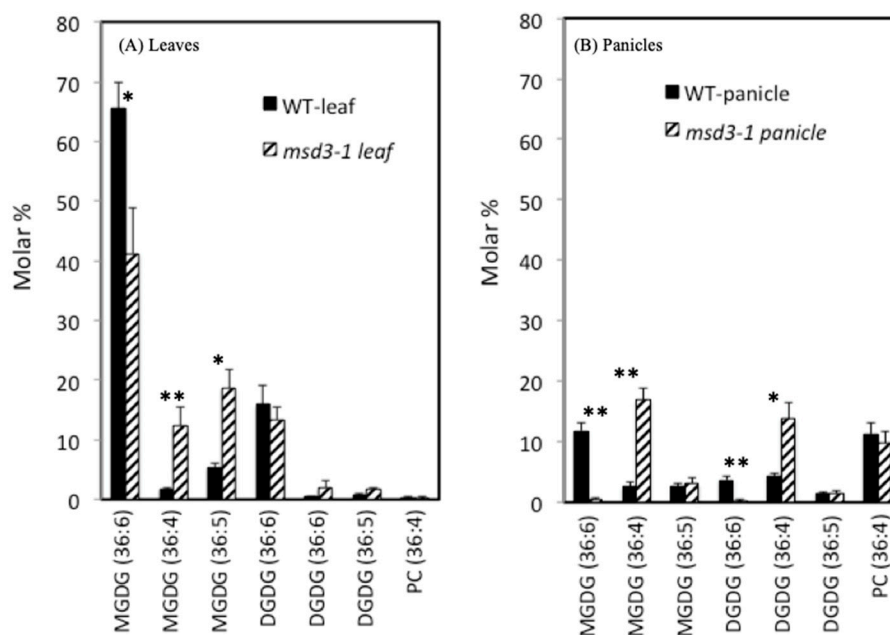 (A) Leaves
WT-leaf
msd3-1 leaf
Molar %
80
70
60
50
40
30
20
10
0
*
**
*
MGDG (36:6)
MGDG (36:4)
MGDG (36:5)
DGDG (36:6)
DGDG (36:6)
DGDG (36:5)
PC (36:4)
(B) Panicles
WT-panicle
msd3-1 panicle
Molar %
80
70
60
50
40
30
20
10
0
**
**
**
*
MGDG (36:6)
MGDG (36:4)
MGDG (36:5)
DGDG (36:6)
DGDG (36:4)
DGDG (36:5)
PC (36:4)